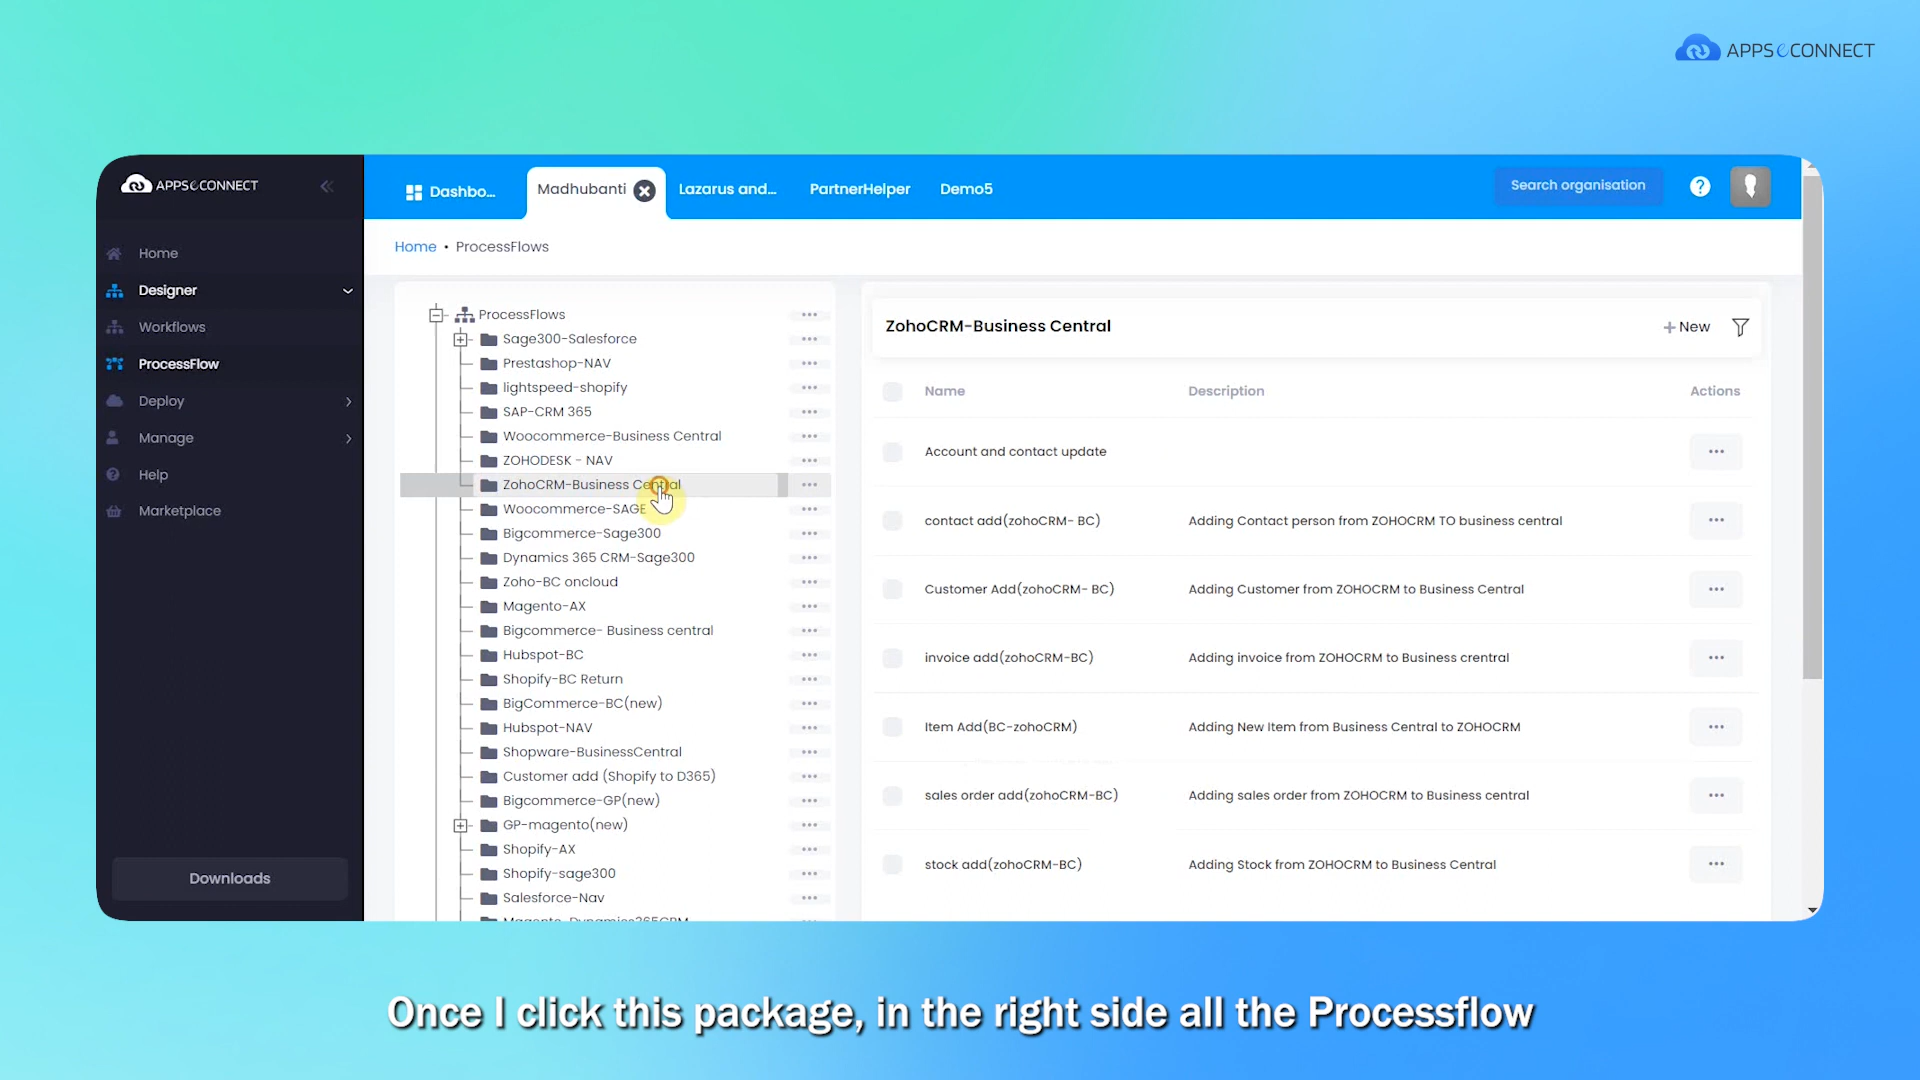 APPSeCONNECT
APPSeCONNECT
Dashbo...
Madhubanti
Lazarus and...
PartnerHelper
Demo5
Search organisation
?
Home • ProcessFlows
Home
Designer
Workflows
ProcessFlow
Deploy
Manage
Help
Marketplace
Downloads
ProcessFlows
Sage300-Salesforce
Prestashop-NAV
lightspeed-shopify
SAP-CRM 365
Woocommerce-Business Central
ZOHODESK - NAV
ZohoCRM-Business Central
Woocommerce-SAGE
Bigcommerce-Sage300
Dynamics 365 CRM-Sage300
Zoho-BC oncloud
Magento-AX
Bigcommerce- Business central
Hubspot-BC
Shopify-BC Return
BigCommerce-BC(new)
Hubspot-NAV
Shopware-BusinessCentral
Customer add (Shopify to D365)
Bigcommerce-GP(new)
GP-magento(new)
Shopify-AX
Shopify-sage300
Salesforce-Nav
Magento-Dynamics365CRM
ZohoCRM-Business Central
+ New
Name Description Actions
Account and contact update
contact add(zohoCRM- BC) Adding Contact person from ZOHOCRM TO business central
Customer Add(zohoCRM- BC) Adding Customer from ZOHOCRM to Business Central
invoice add(zohoCRM-BC) Adding invoice from ZOHOCRM to Business crentral
Item Add(BC-zohoCRM) Adding New Item from Business Central to ZOHOCRM
sales order add(zohoCRM-BC) Adding sales order from ZOHOCRM to Business central
stock add(zohoCRM-BC) Adding Stock from ZOHOCRM to Business Central
Once I click this package, in the right side all the Processflow